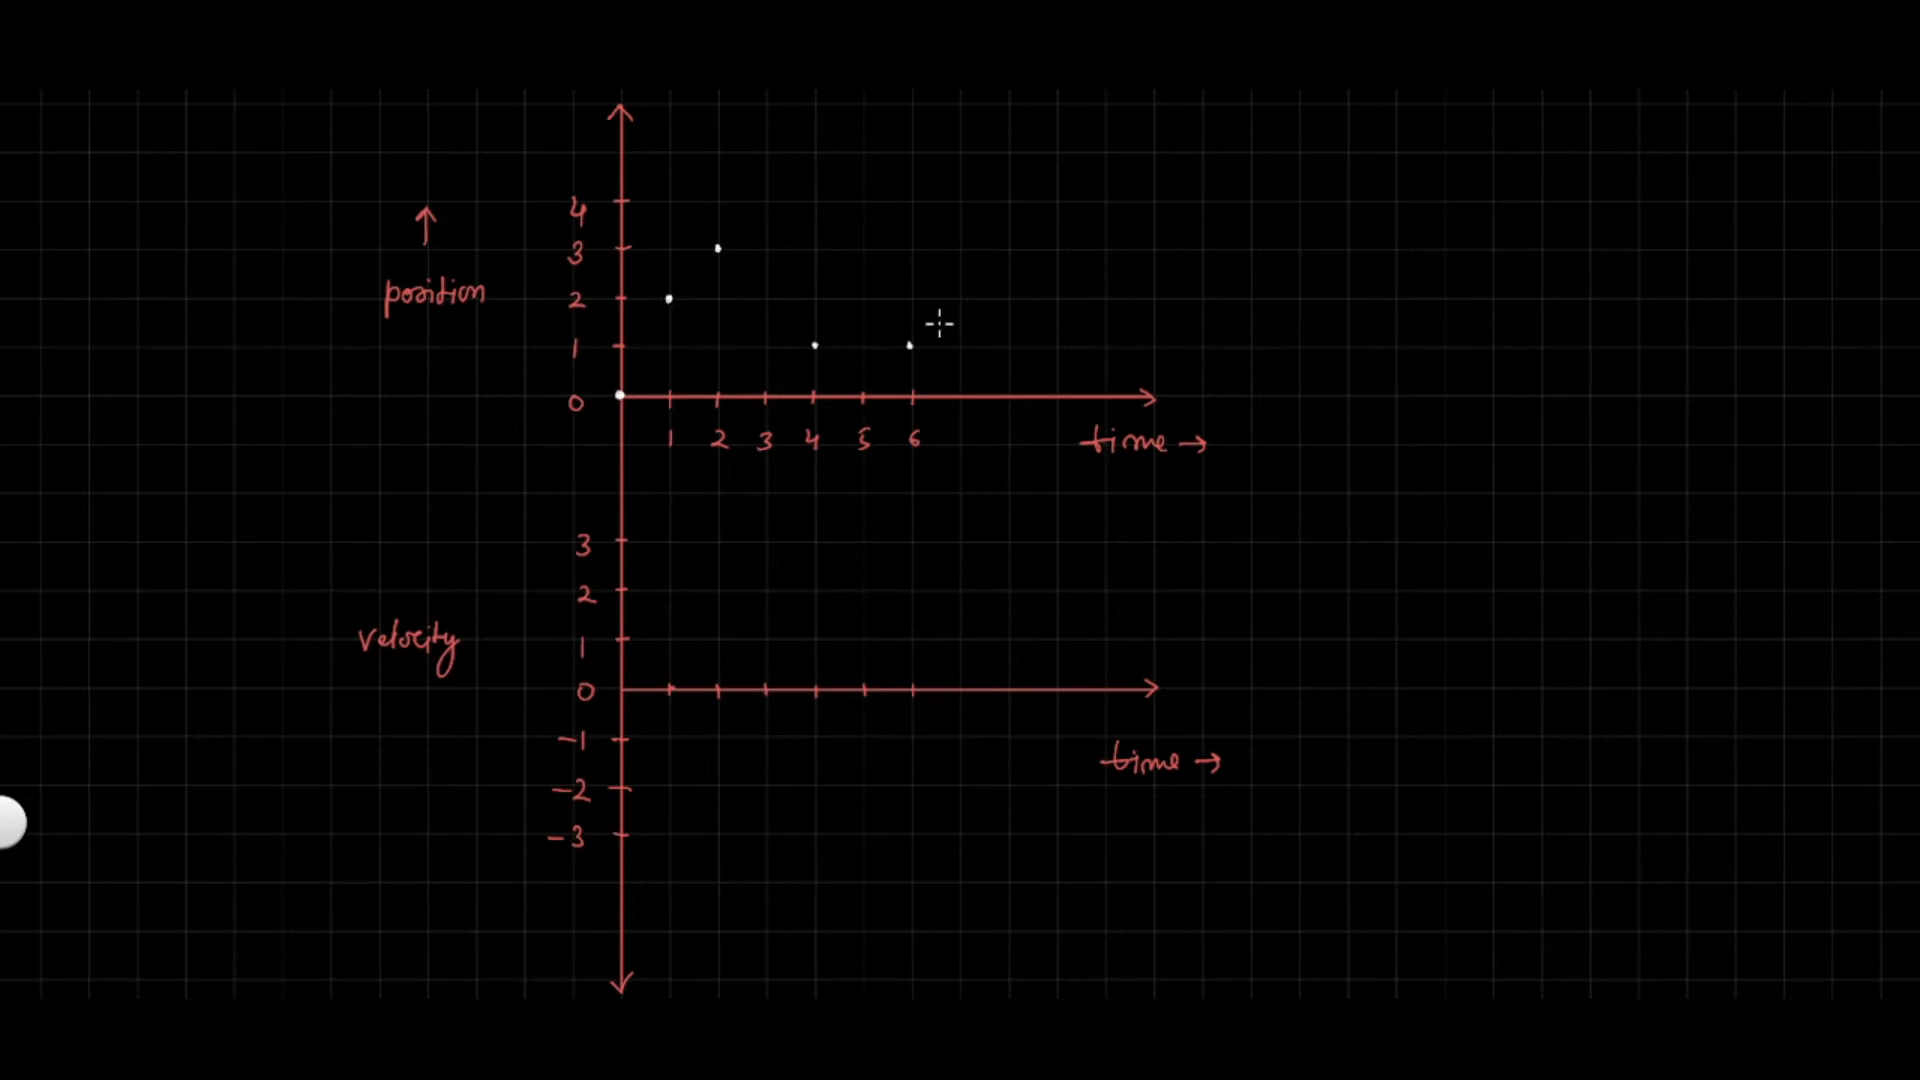 4
↑
3
position
2
1
0
1 2 3 4 5 6
time →
3
2
velocity
1
0
-1
time →
-2
-3